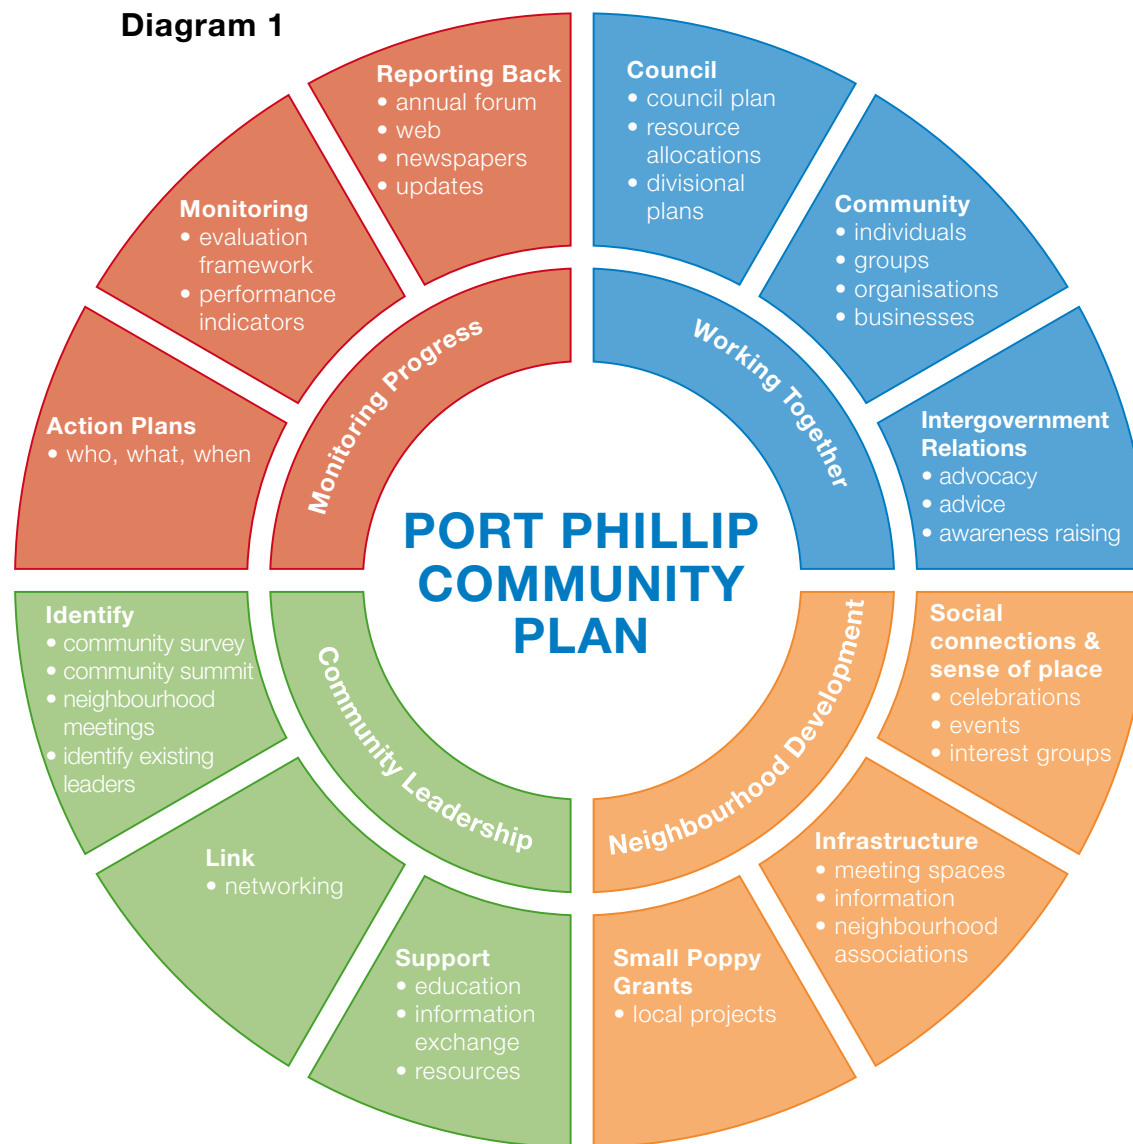 Diagram 1
Reporting Back
• annual forum
• web
• newspapers
• updates
Council
• council plan
• resource
allocations
• divisional
plans
Monitoring
• evaluation
framework
• performance
indicators
Community
• individuals
• groups
• organisations
• businesses
Action Plans
• who, what, when
Intergovernment
Relations
• advocacy
• advice
• awareness raising
Monitoring Progress
Working Together
PORT PHILLIP
COMMUNITY
PLAN
Community Leadership
Neighbourhood Development
Identify
• community survey
• community summit
• neighbourhood
meetings
• identify existing
leaders
Social
connections &
sense of place
• celebrations
• events
• interest groups
Link
• networking
Infrastructure
• meeting spaces
• information
• neighbourhood
associations
Support
• education
• information
exchange
• resources
Small Poppy
Grants
• local projects